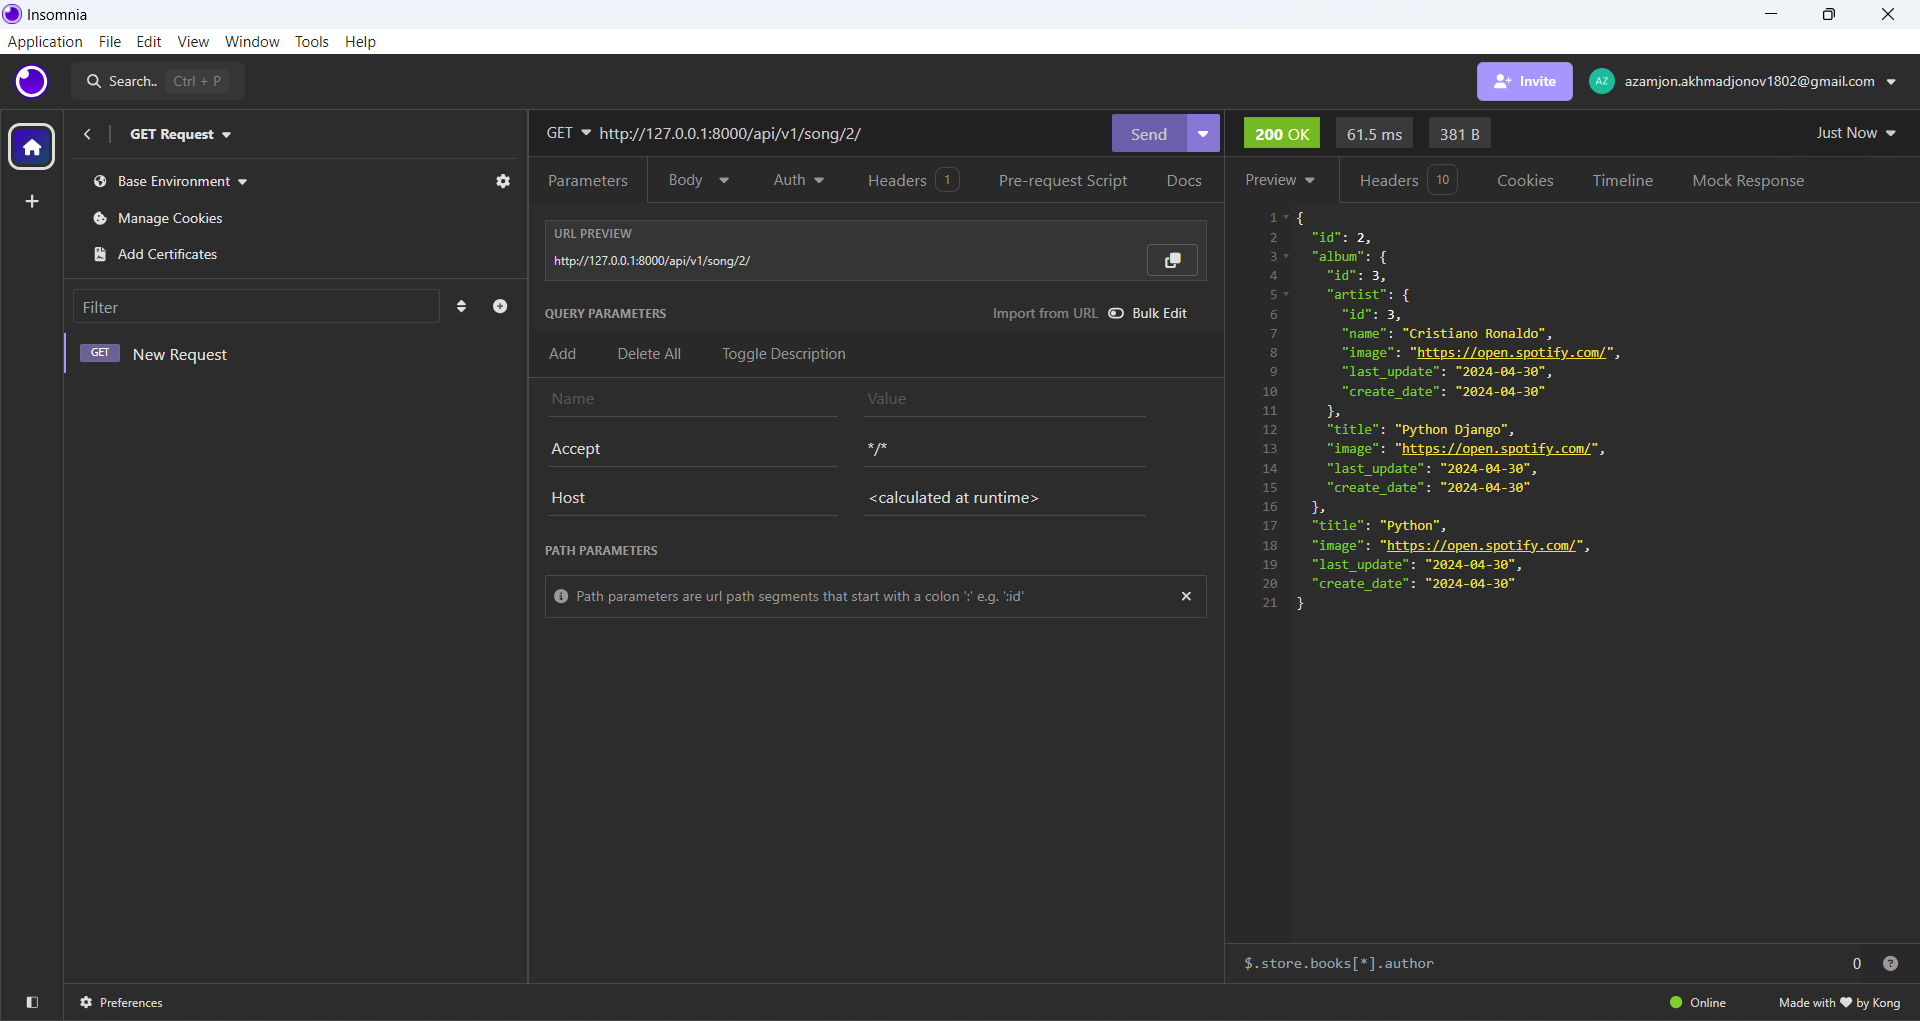 Insomnia
Application File Edit View Window Tools Help
Search.. Ctrl + P
Invite AZ azamjon.akhmadjonov1802@gmail.com
GET Request
Base Environment
Manage Cookies
Add Certificates
Filter
GET New Request
GET http://127.0.0.1:8000/api/v1/song/2/ Send
Parameters Body Auth Headers 1 Pre-request Script Docs
URL PREVIEW
http://127.0.0.1:8000/api/v1/song/2/
QUERY PARAMETERS Import from URL Bulk Edit
Add Delete All Toggle Description
Name Value
Accept */*
Host <calculated at runtime>
PATH PARAMETERS
Path parameters are url path segments that start with a colon ':' e.g. ':id'
200 OK 61.5 ms 381 B Just Now
Preview Headers 10 Cookies Timeline Mock Response
1 {
2 "id": 2,
3 "album": {
4 "id": 3,
5 "artist": {
6 "id": 3,
7 "name": "Cristiano Ronaldo",
8 "image": "https://open.spotify.com/",
9 "last_update": "2024-04-30",
10 "create_date": "2024-04-30"
11 },
12 "title": "Python Django",
13 "image": "https://open.spotify.com/",
14 "last_update": "2024-04-30",
15 "create_date": "2024-04-30"
16 },
17 "title": "Python",
18 "image": "https://open.spotify.com/",
19 "last_update": "2024-04-30",
20 "create_date": "2024-04-30"
21 }
$.store.books[*].author 0 ?
Preferences
Online Made with ♥ by Kong